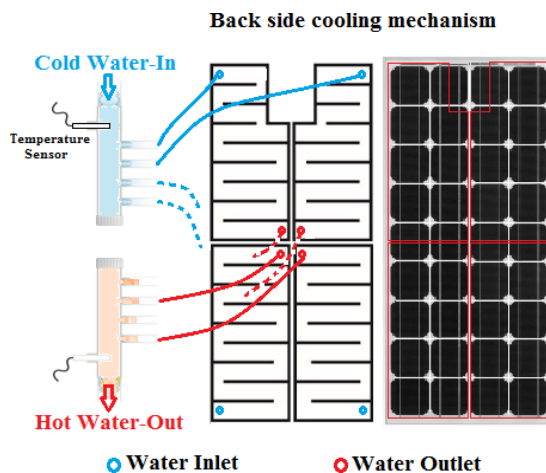 Back side cooling mechanism
Cold Water-In
Temperature
Sensor
Hot Water-Out
Water Inlet
Water Outlet